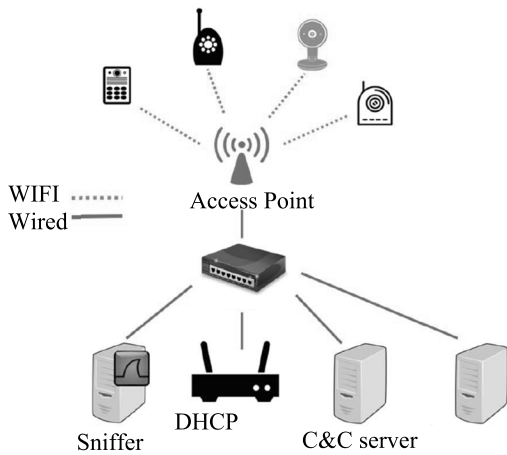 WIFI
Wired
Access Point
Sniffer
DHCP
C&C server